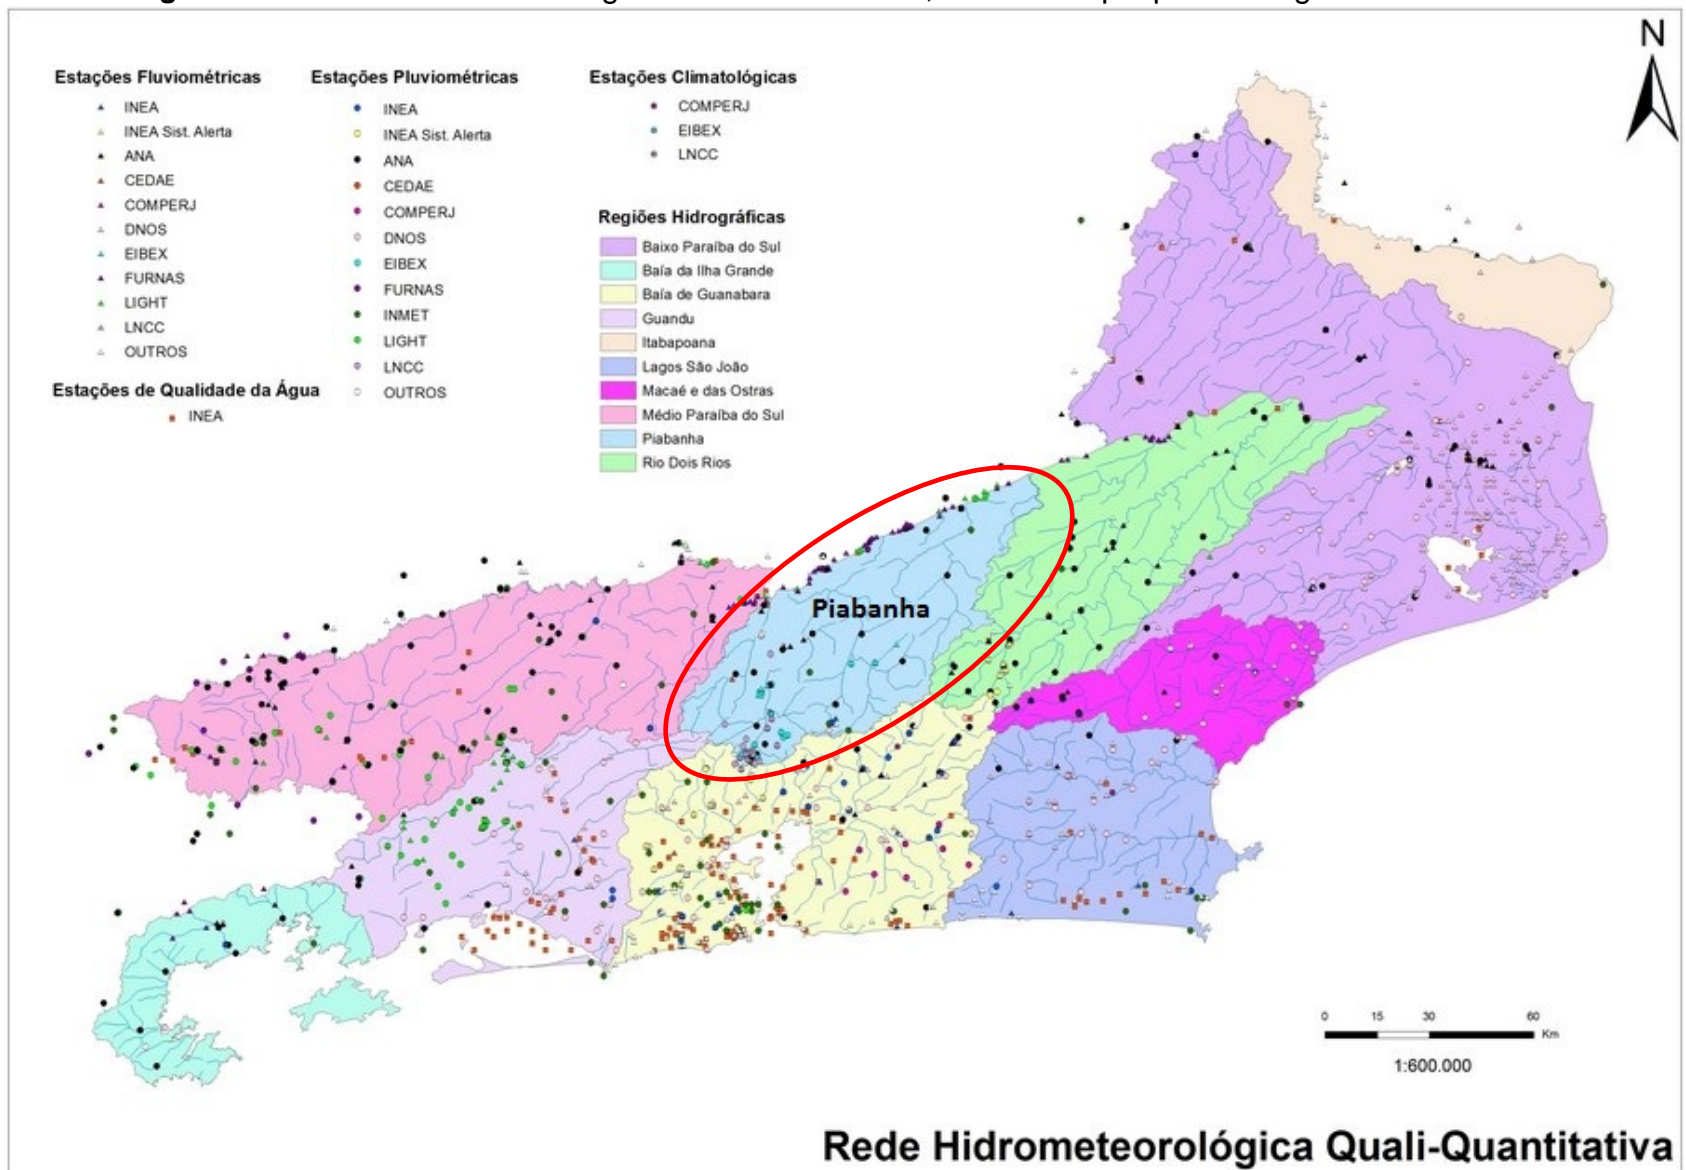 Estações Fluviométricas
INEA
INEA Sist. Alerta
ANA
CEDAE
COMPERJ
DNOS
EIBEX
FURNAS
LIGHT
LNCC
OUTROS
Estações de Qualidade da Água
INEA
Estações Pluviométricas
INEA
INEA Sist. Alerta
ANA
CEDAE
COMPERJ
DNOS
EIBEX
FURNAS
INMET
LIGHT
LNCC
OUTROS
Estações Climatológicas
COMPERJ
EIBEX
LNCC
Regiões Hidrográficas
Baixo Paraíba do Sul
Baía da Ilha Grande
Baía de Guanabara
Guandu
Itabapoana
Lagos São João
Macaé e das Ostras
Médio Paraíba do Sul
Piabanha
Rio Dois Rios
N
Piabanha
0 15 30 60
Km
1:600.000
Rede Hidrometeorológica Quali-Quantitativa